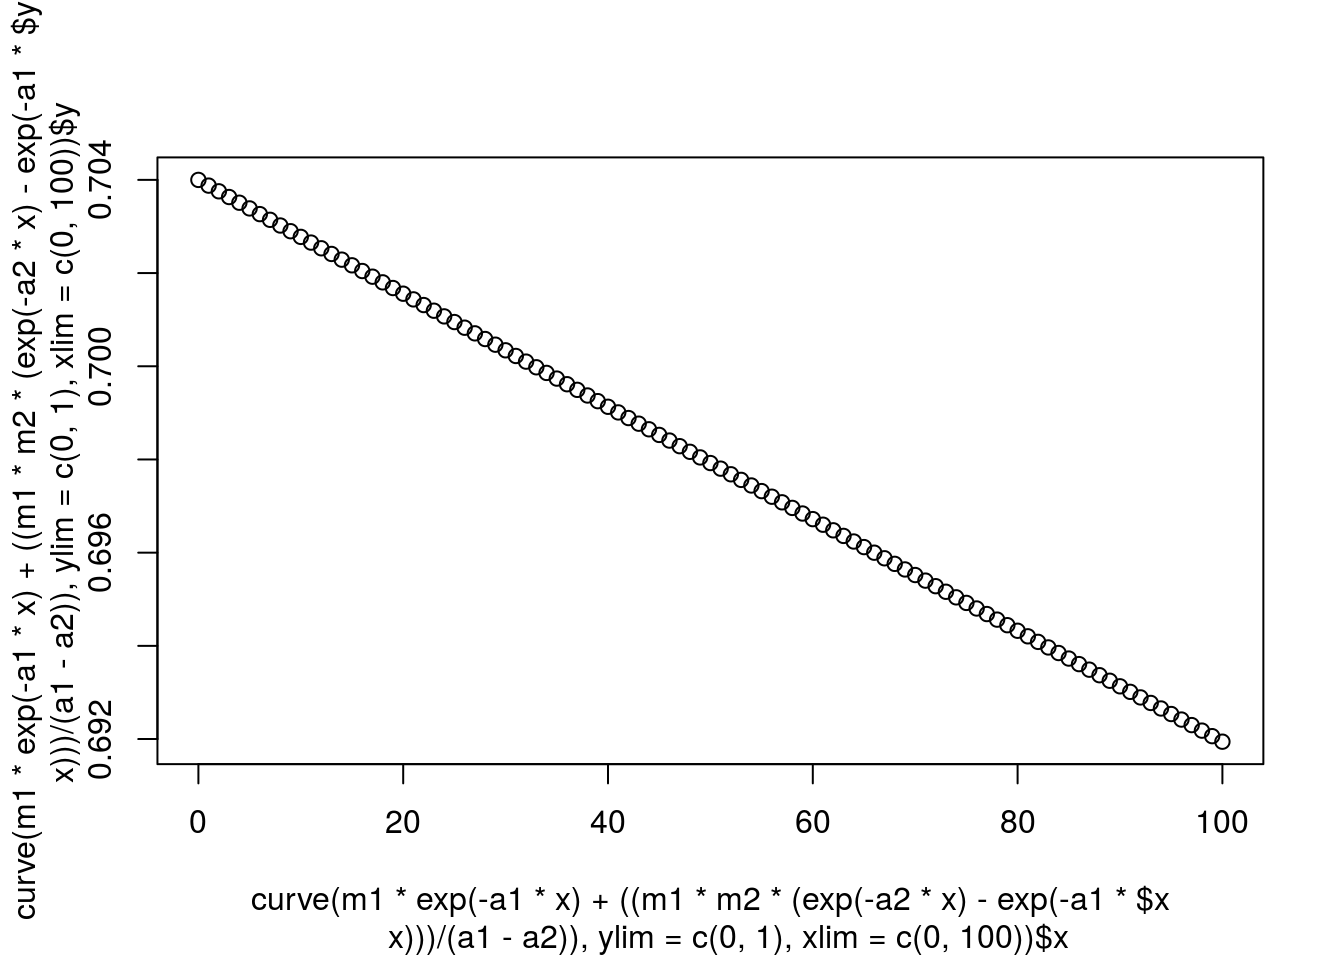 curve(m1 * exp(-a1 * x) + ((m1 * m2 * (exp(-a2 * x) - exp(-a1 * $y
x)))/(a1 - a2)), ylim = c(0, 1), xlim = c(0, 100))$y
0.704
0.700
0.696
0.692
0 20 40 60 80 100
curve(m1 * exp(-a1 * x) + ((m1 * m2 * (exp(-a2 * x) - exp(-a1 * $x
x)))/(a1 - a2)), ylim = c(0, 1), xlim = c(0, 100))$x